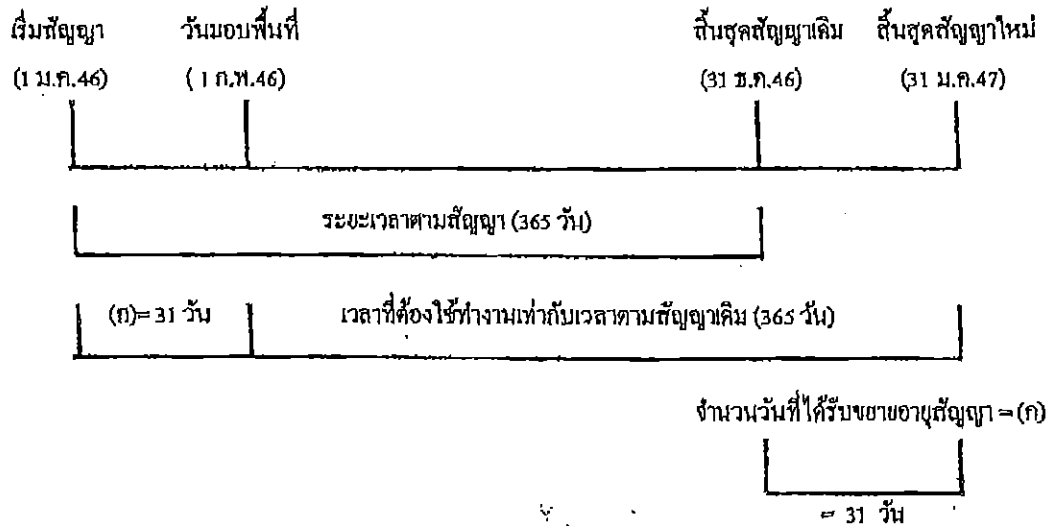 เริ่มสัญญา วันมอบพื้นที่ สิ้นสุดสัญญาเดิม สิ้นสุดสัญญาใหม่
(1 ม.ค.46) ( 1 ก.พ.46) (31 ธ.ค.46) (31 ม.ค.47)
ระยะเวลาตามสัญญา (365 วัน)
(ก)= 31 วัน เวลาที่ต้องใช้ทำงานเท่ากับเวลาตามสัญญาเดิม (365 วัน)
จำนวนวันที่ได้รับขยายอายุสัญญา = (ก)
= 31 วัน